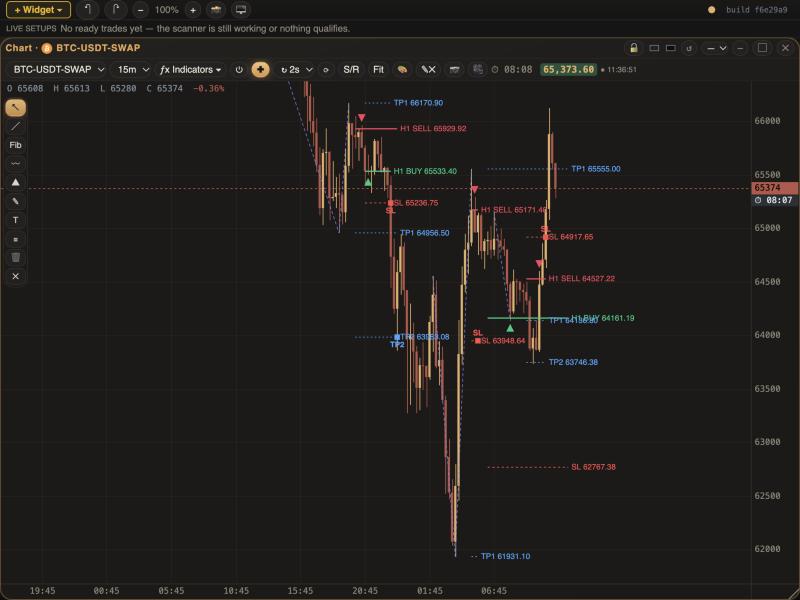 + Widget
100%
build f6e29a9
LIVE SETUPS No ready trades yet — the scanner is still working or nothing qualifies.
Chart · BTC-USDT-SWAP
BTC-USDT-SWAP 15m fx Indicators 2s S/R Fit 08:08 65,373.60 11:36:51
O 65608 H 65613 L 65280 C 65374 -0.36%
Fib
T
TP1 66170.90
66000
H1 SELL 65929.92
H1 BUY 65533.40
TP1 65555.00
65500
65374
08:07
SL 65236.75
SL
H1 SELL 65171.46
65000
TP1 64956.50
SL
SL 64917.65
64500
H1 SELL 64527.22
H1 BUY 64161.19
64000
TP2
SL
SL 63948.64
TP2 63746.38
63500
63000
SL 62767.38
62500
62000
TP1 61931.10
19:45 00:45 05:45 10:45 15:45 20:45 01:45 06:45